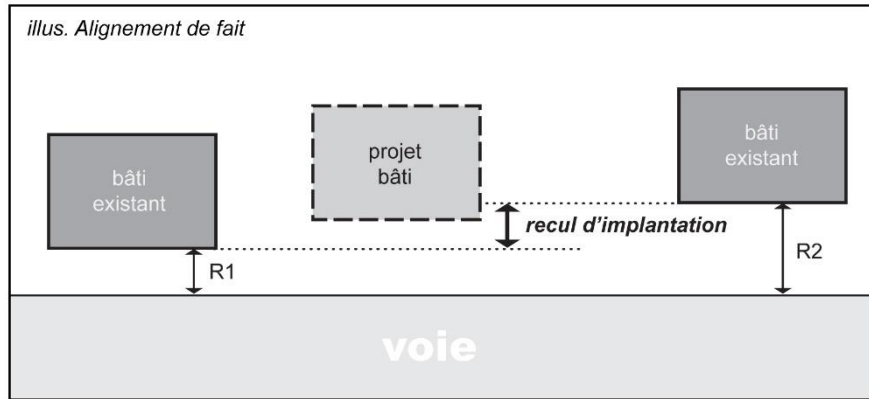 illus. Alignement de fait
bâti
existant
projet
bâti
bâti
existant
recul d'implantation
R1
R2
voie